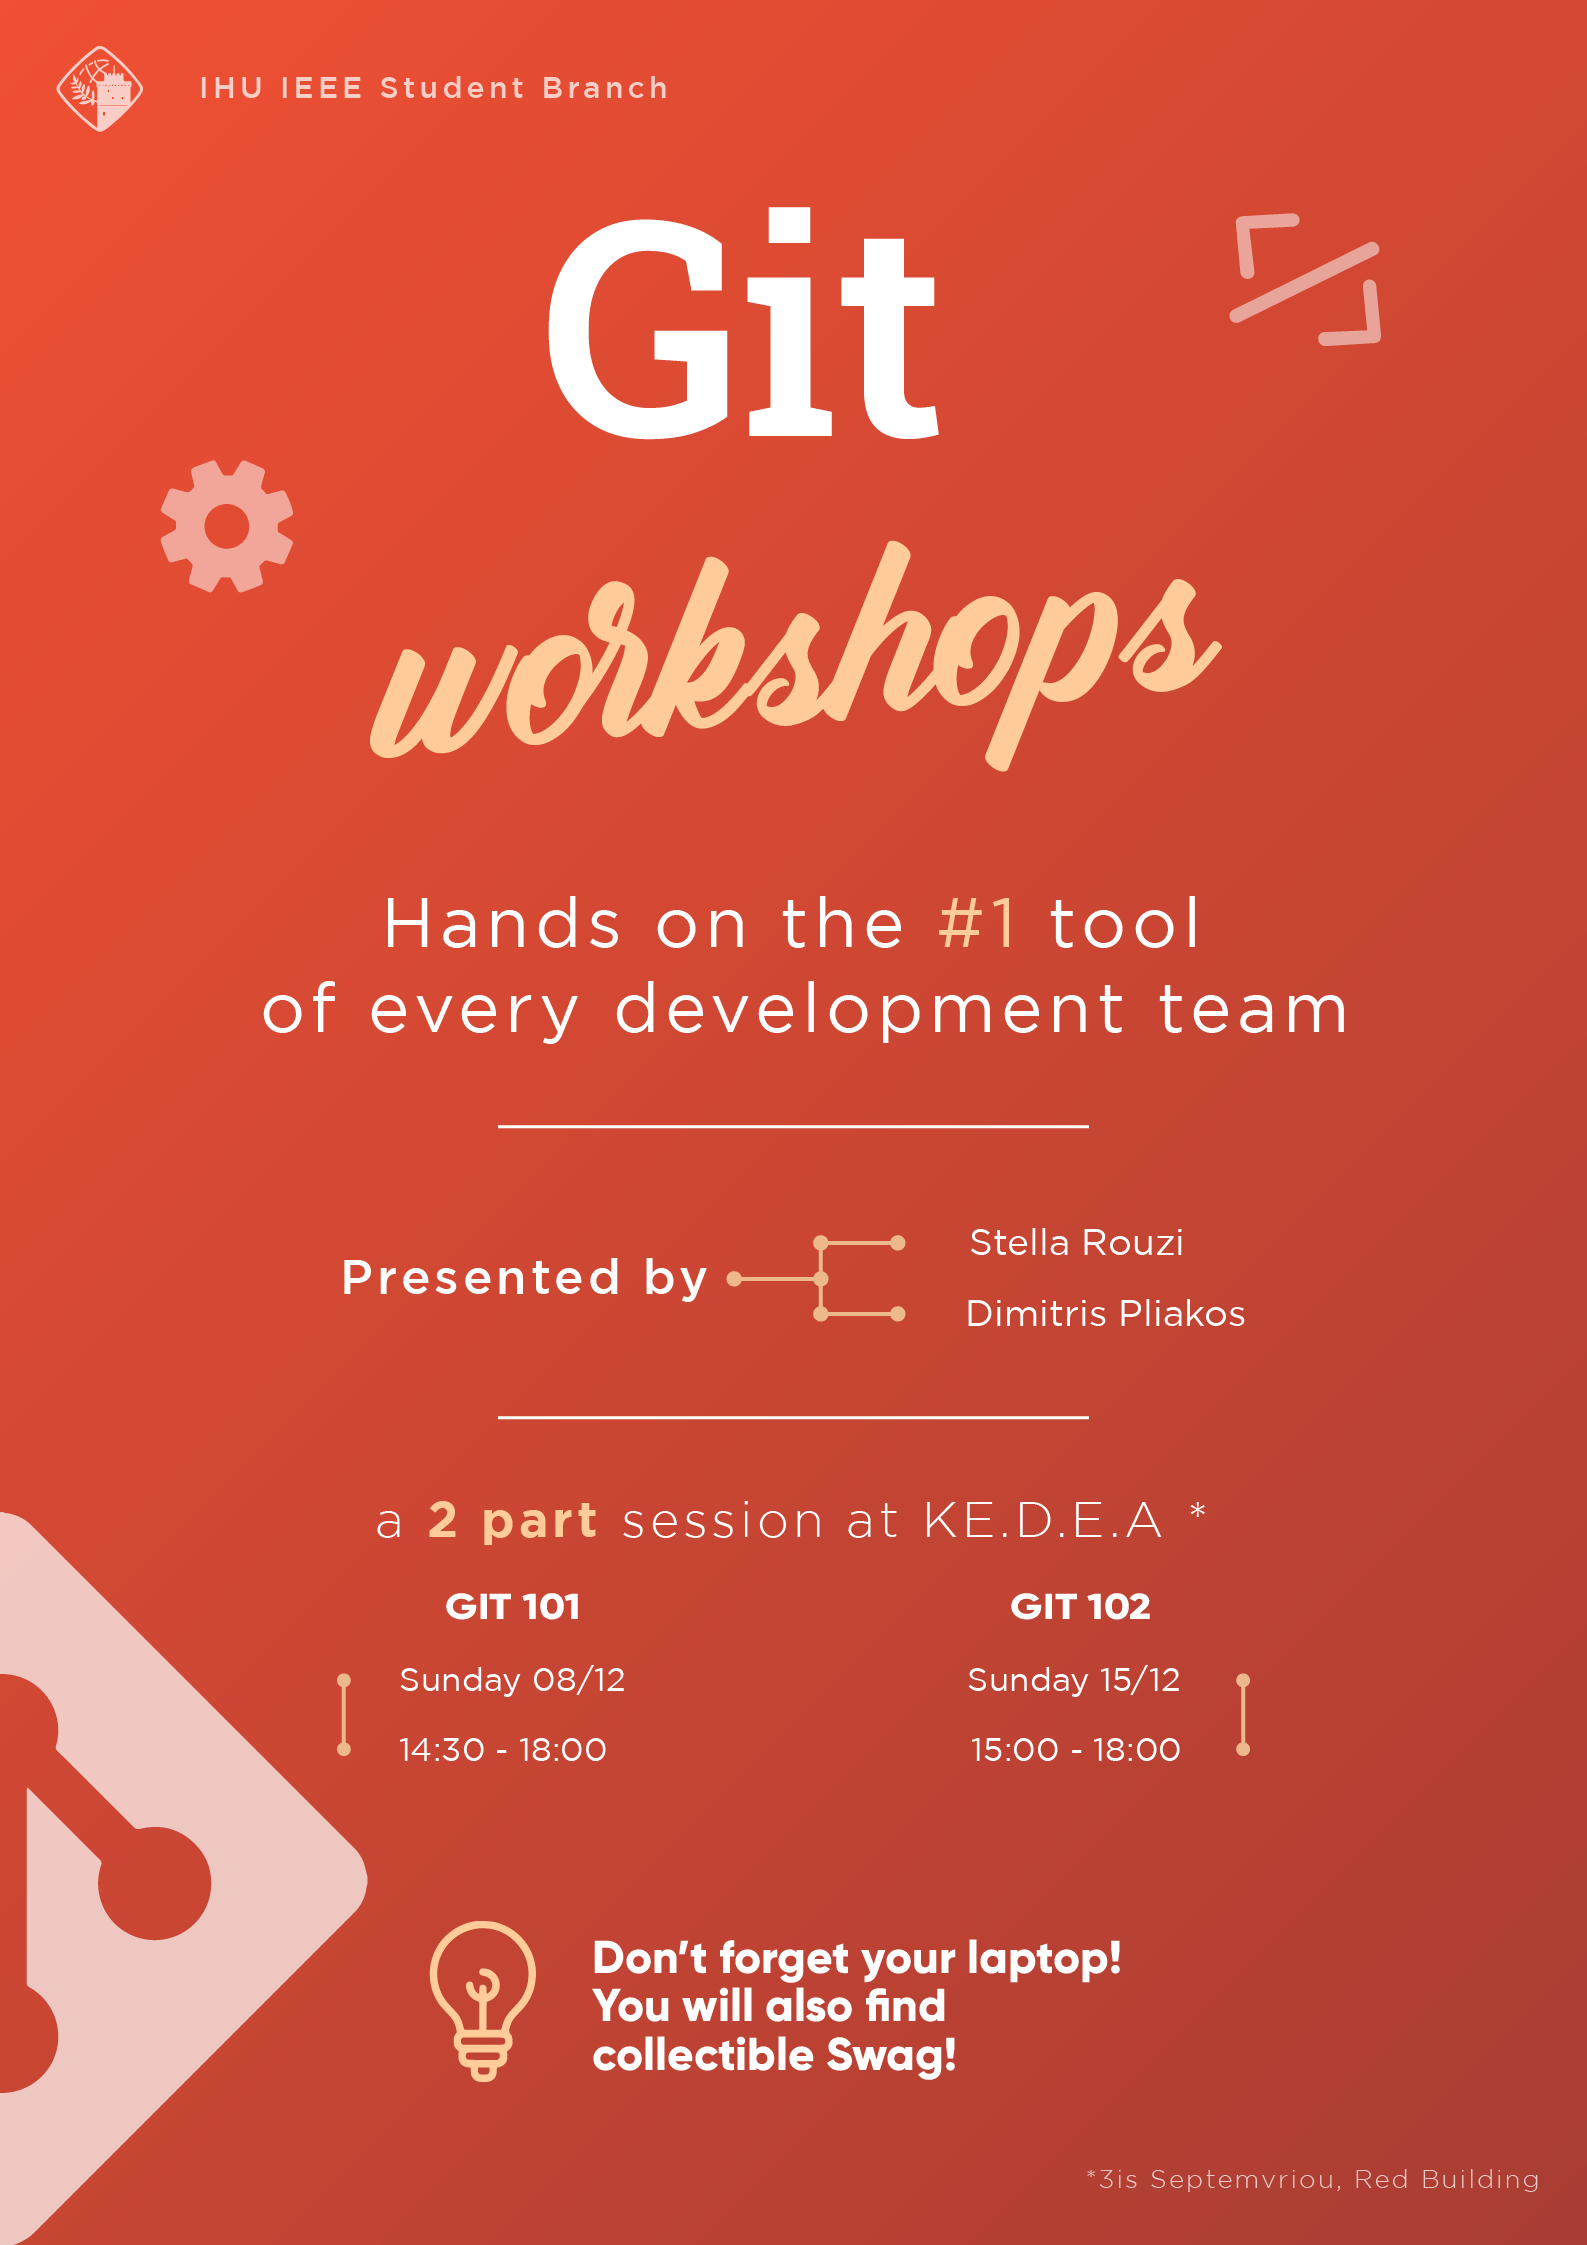 IHU IEEE Student Branch
Git
workshops
Hands on the #1 tool
of every development team
Presented by
Stella Rouzi
Dimitris Pliakos
a 2 part session at KE.D.E.A *
GIT 101
Sunday 08/12
14:30 - 18:00
GIT 102
Sunday 15/12
15:00 - 18:00
Don't forget your laptop!
You will also find
collectible Swag!
*3is Septemvriou, Red Building